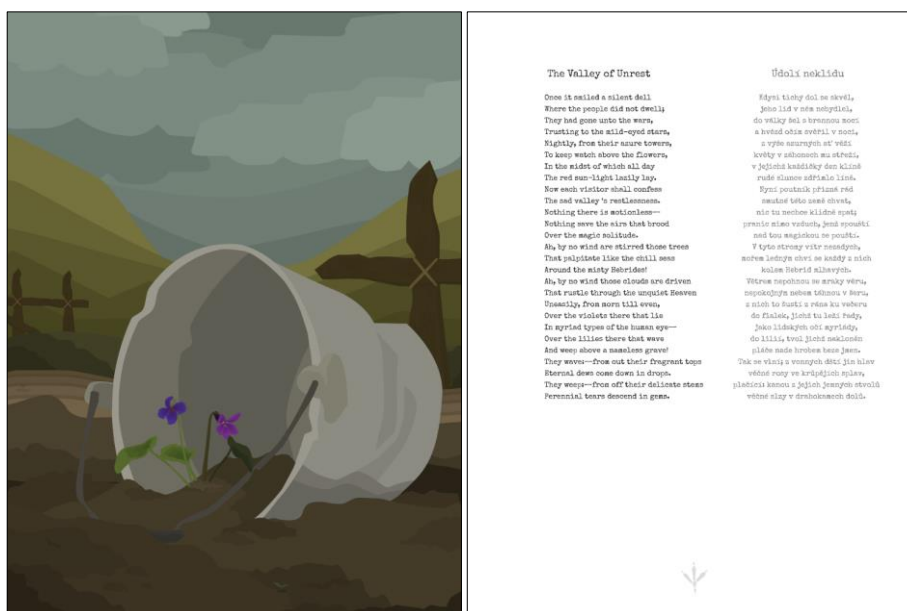 The Valley of Unrest
Once it smiled a silent dell
Where the people did not dwell;
They had gone unto the wars,
Trusting to the mild-eyed stars,
Nightly, from their azure towers,
To keep watch above the flowers,
In the midst of which all day
The red sun-light lazily lay.
Now each visitor shall confess
The sad valley's restlessness.
Nothing there is motionless--
Nothing save the airs that brood
Over the magic solitude.
Ah, by no wind are stirred those trees
That palpitate like the chill seas
Around the misty Hebrides!
Ah, by no wind those clouds are driven
That rustle through the unquiet Heaven
Uneasily, from morn till even,
Over the violets there that lie
In myriad types of the human eye--
Over the lilies there that wave
And weep above a nameless grave!
They wave:--from out their fragrant tops
Eternal dews come down in drops.
They weep:--from off their delicate stems
Perennial tears descend in gems.
Údolí neklidu
Kdysi tichý dol se skvěl,
jeho lid v něm nebydlel,
do války šel s brannou mocí
a hvězd očím svěřil v noci,
z výše azurných ať věží
květy v záhonech mu střeží,
v jejichž každičký den klíně
rudé slunce dřímlo líně.
Nyní poutník přizná rád
smutné této země chvat,
nic tu nechce klidně spát;
pranic mimo vzduch, jenž spouští
nad tou magickou se pouští.
V tyto stromy vítr nesadych,
mořem ledným chví se každý z nich
kolem Hebrid mlhavých.
Větrem nepohnou se mraky věru,
nepokojným nebem táhnou v šeru,
z nich to šustí z rána ku večeru
do fialek, jichž tu leží řady,
jako lidských očí myriády,
do lilií, tvol jichž nakloněn
pláče nade hrobem beze jmen.
Tak se vlní; z vonných dětí jim hlav
věčné rosy ve krůpějích splav,
plačící: kanou z jejich jemných stvolů
věčné slzy v drahokamech dolů.